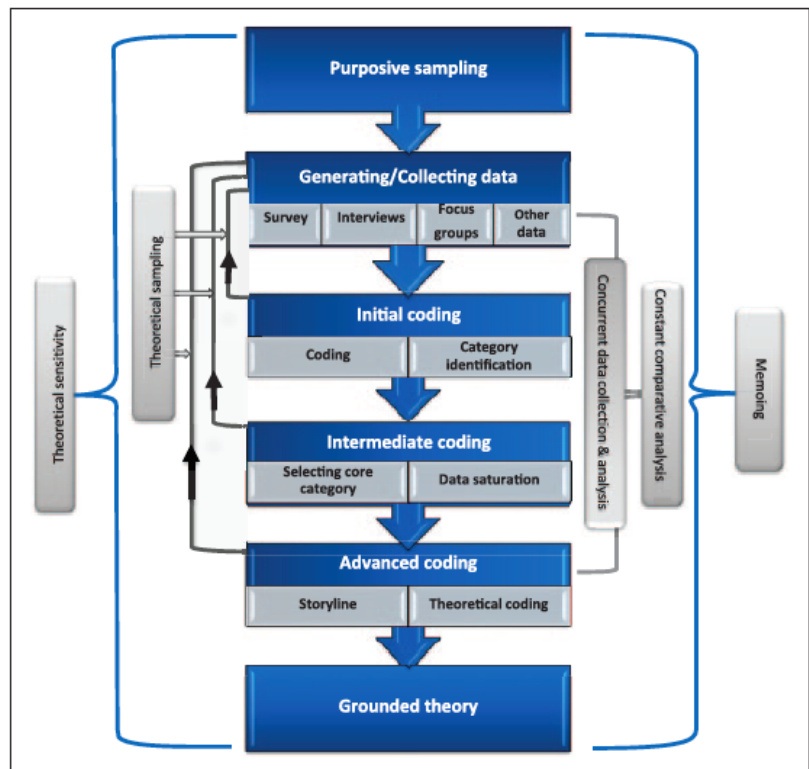 Purposive sampling
Generating/Collecting data
Survey
Interviews
Focus
groups
Other
data
Initial coding
Coding
Category
identification
Intermediate coding
Selecting core
category
Data saturation
Advanced coding
Storyline
Theoretical coding
Grounded theory
Theoretical sensitivity
Theoretical sampling
Concurrent data collection & analysis
Constant comparative analysis
Memoing